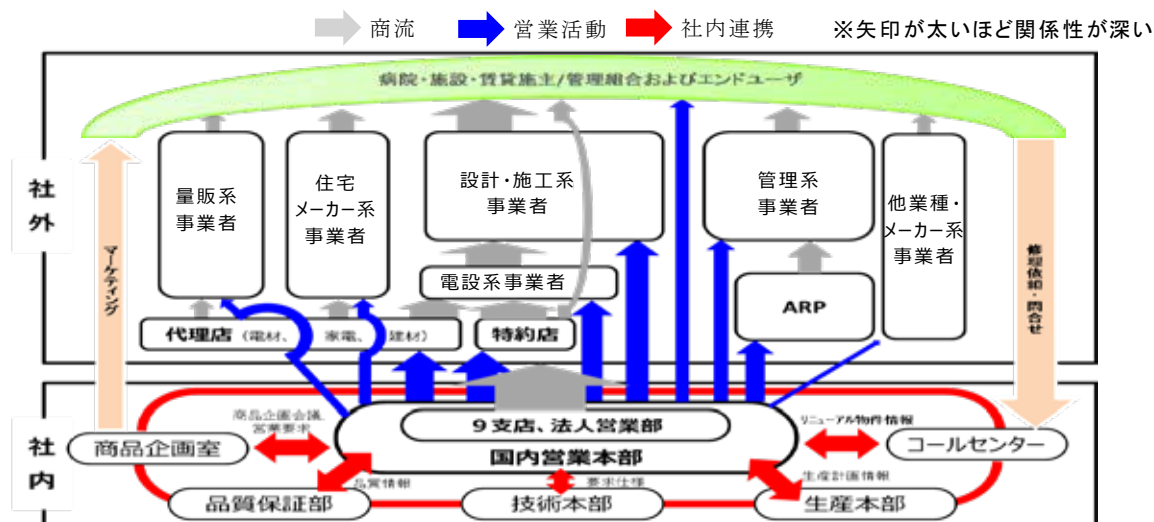 商流
営業活動
社内連携
※矢印が太いほど関係性が深い
病院・施設・賃貸施主/管理組合およびエンドユーザ
社外
マーケティング
量販系
事業者
住宅
メーカー系
事業者
設計・施工系
事業者
管理系
事業者
他業種・
メーカー系
事業者
修理依頼・問合せ
電設系事業者
ARP
代理店（電材、家電、建材）
特約店
社内
商品企画会議、
営業要求
9支店、法人営業部
国内営業本部
リニューアル物件情報
商品企画室
コールセンター
品質情報
要求仕様
生産計画情報
品質保証部
技術本部
生産本部